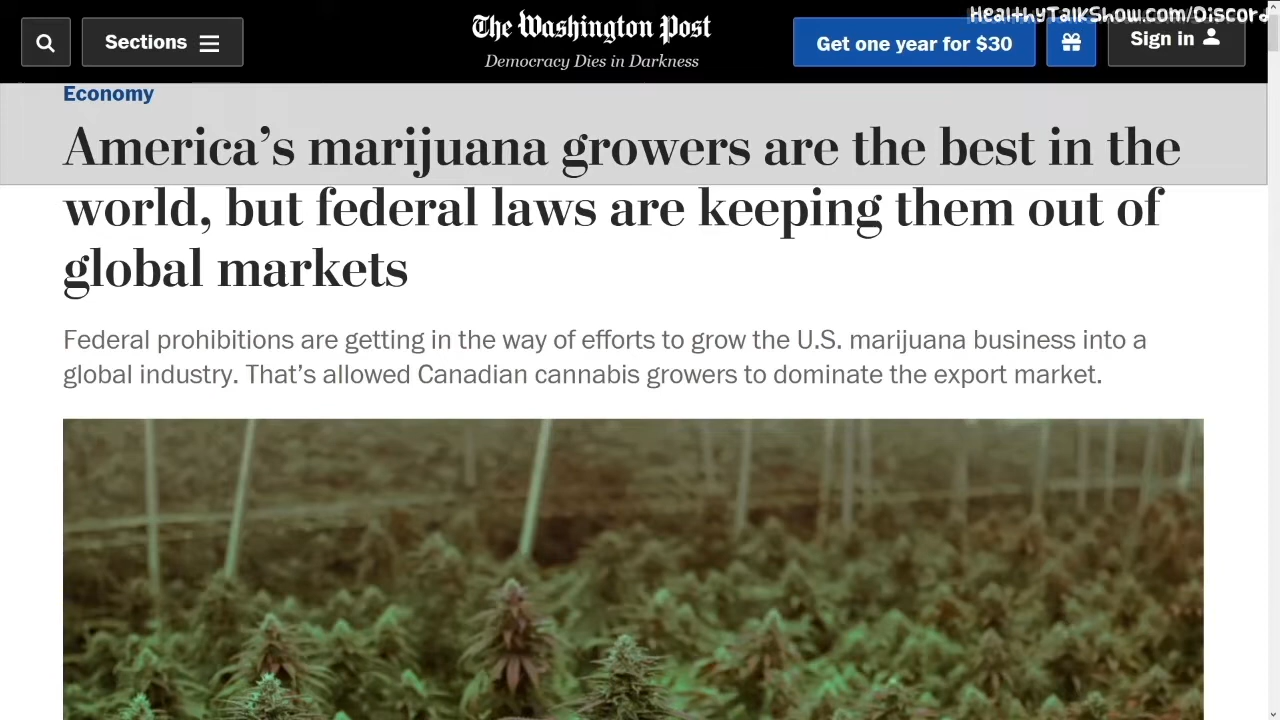 HealthyTalkShow.com/Discord
Sections
The Washington Post
Democracy Dies in Darkness
Get one year for $30
Sign in
Economy
America's marijuana growers are the best in the
world, but federal laws are keeping them out of
global markets
Federal prohibitions are getting in the way of efforts to grow the U.S. marijuana business into a
global industry. That's allowed Canadian cannabis growers to dominate the export market.